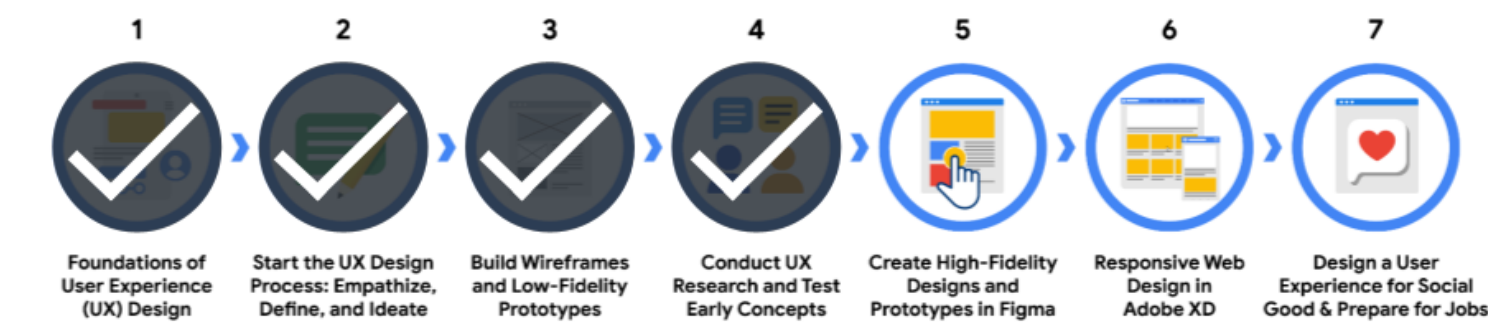 1
2
3
4
5
6
7
Foundations of
User Experience
(UX) Design
Start the UX Design
Process: Empathize,
Define, and Ideate
Build Wireframes
and Low-Fidelity
Prototypes
Conduct UX
Research and Test
Early Concepts
Create High-Fidelity
Designs and
Prototypes in Figma
Responsive Web
Design in
Adobe XD
Design a User
Experience for Social
Good & Prepare for Jobs